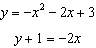 y = −x² − 2x + 3
y + 1 = −2x